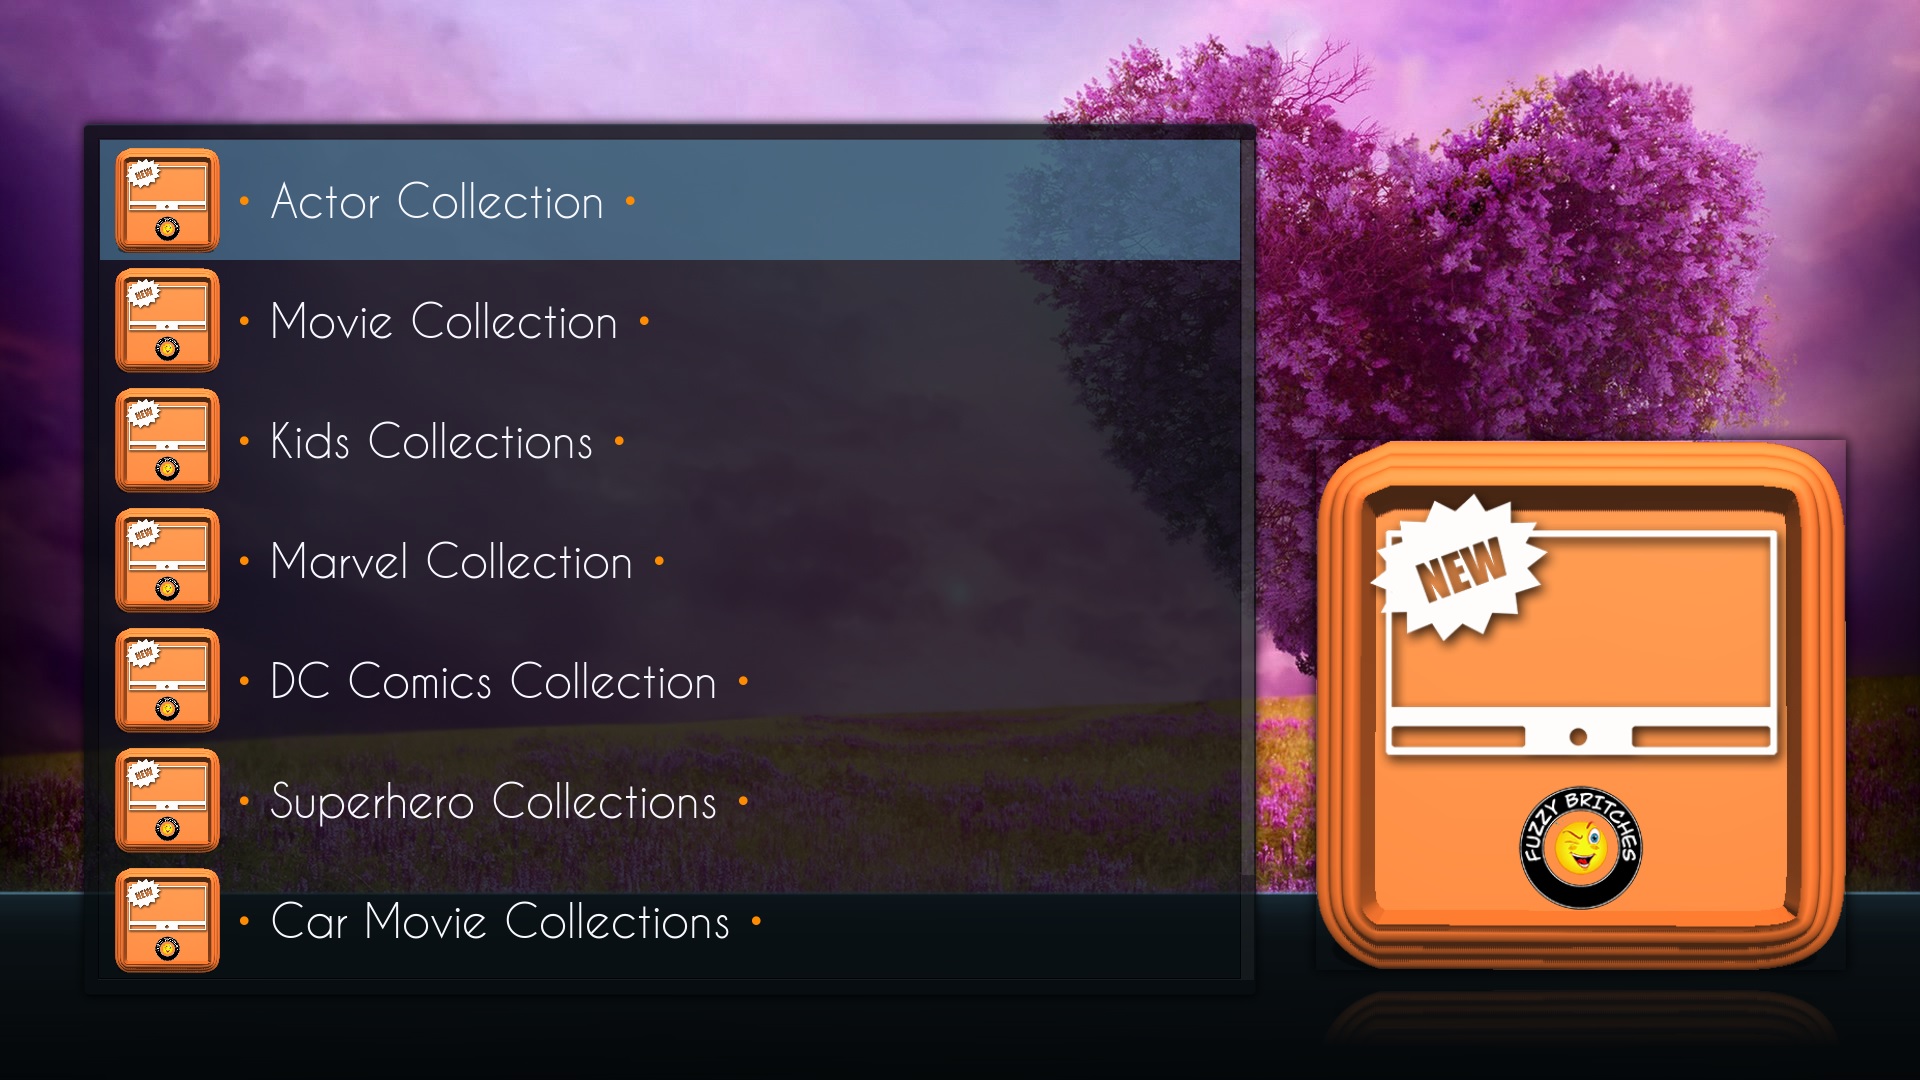 • Actor Collection •
• Movie Collection •
• Kids Collections •
• Marvel Collection •
• DC Comics Collection •
• Superhero Collections •
• Car Movie Collections •
NEW
FUZZY BRITCHES